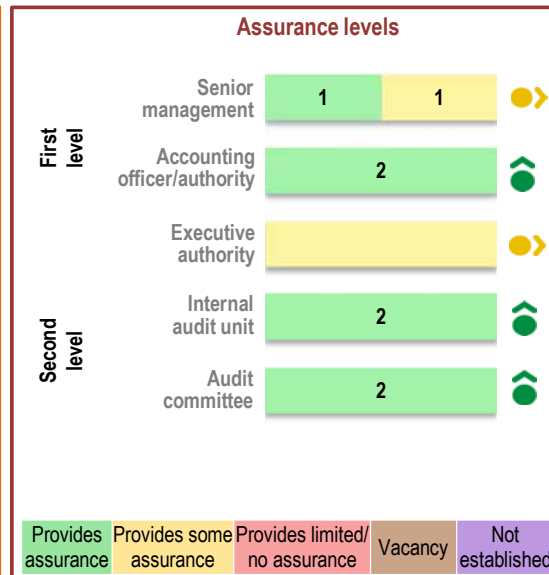 Assurance levels
First
level
Senior
management
1
1
Accounting
officer/authority
2
Executive
authority
Second
level
Internal
audit unit
2
Audit
committee
2
Provides
assurance
Provides some
assurance
Provides limited/
no assurance
Vacancy
Not
established